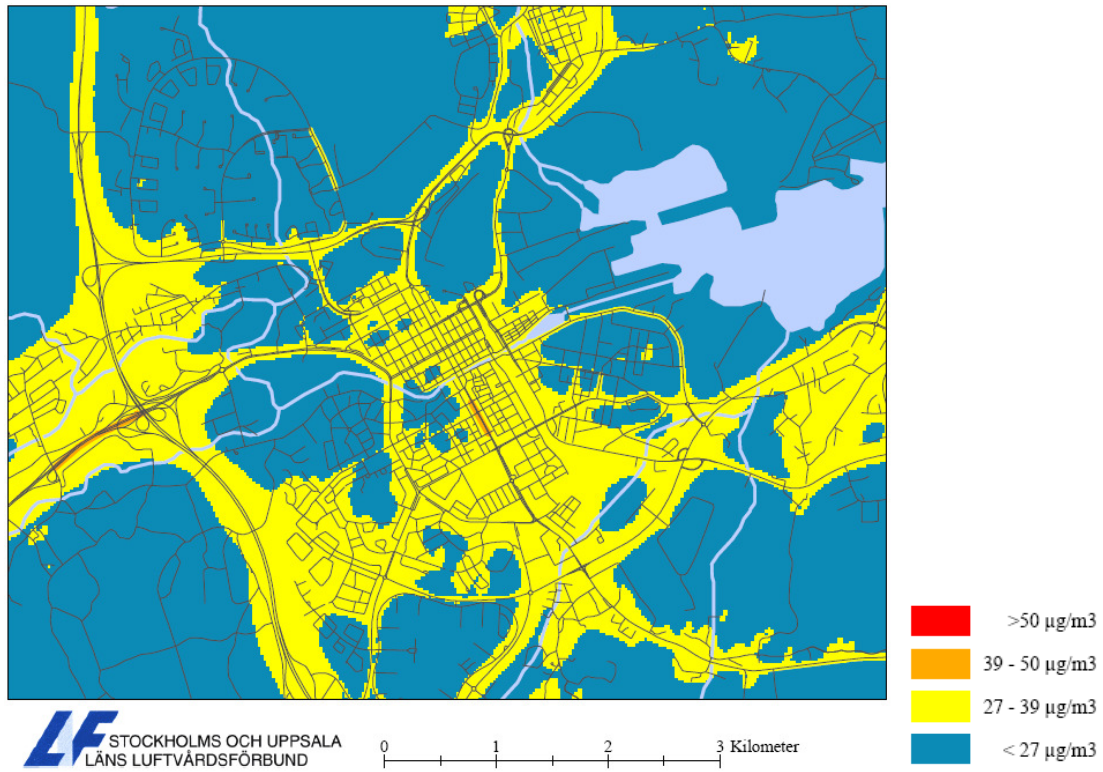 >50 µg/m3
39 - 50 µg/m3
27 - 39 µg/m3
< 27 µg/m3
LF STOCKHOLMS OCH UPPSALA
LÄNS LUFTVÅRDSFÖRBUND
0 1 2 3 Kilometer